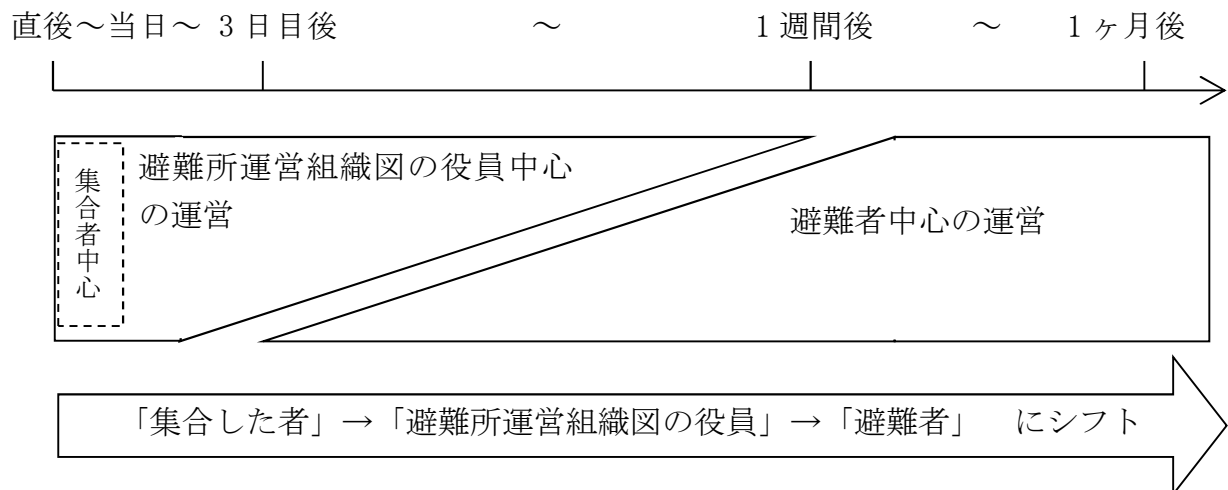 直後～当日～ 3日目後 ～ 1週間後 ～ 1ヶ月後
集合者中心
避難所運営組織図の役員中心
の運営
避難者中心の運営
「集合した者」→「避難所運営組織図の役員」→「避難者」 にシフト